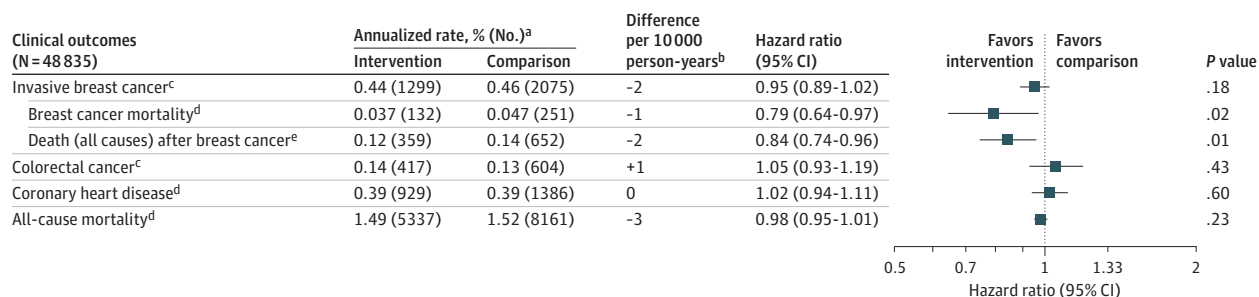 Clinical outcomes
(N = 48 835)
Annualized rate, % (No.)a
Intervention Comparison
Difference
per 10 000
person-yearsb
Hazard ratio
(95% CI)
Favors
intervention
Favors
comparison
P value
Invasive breast cancerc 0.44 (1299) 0.46 (2075) -2 0.95 (0.89-1.02) .18
Breast cancer mortalityd 0.037 (132) 0.047 (251) -1 0.79 (0.64-0.97) .02
Death (all causes) after breast cancere 0.12 (359) 0.14 (652) -2 0.84 (0.74-0.96) .01
Colorectal cancerc 0.14 (417) 0.13 (604) +1 1.05 (0.93-1.19) .43
Coronary heart diseased 0.39 (929) 0.39 (1386) 0 1.02 (0.94-1.11) .60
All-cause mortalityd 1.49 (5337) 1.52 (8161) -3 0.98 (0.95-1.01) .23
0.5 0.7 1 1.33 2
Hazard ratio (95% CI)